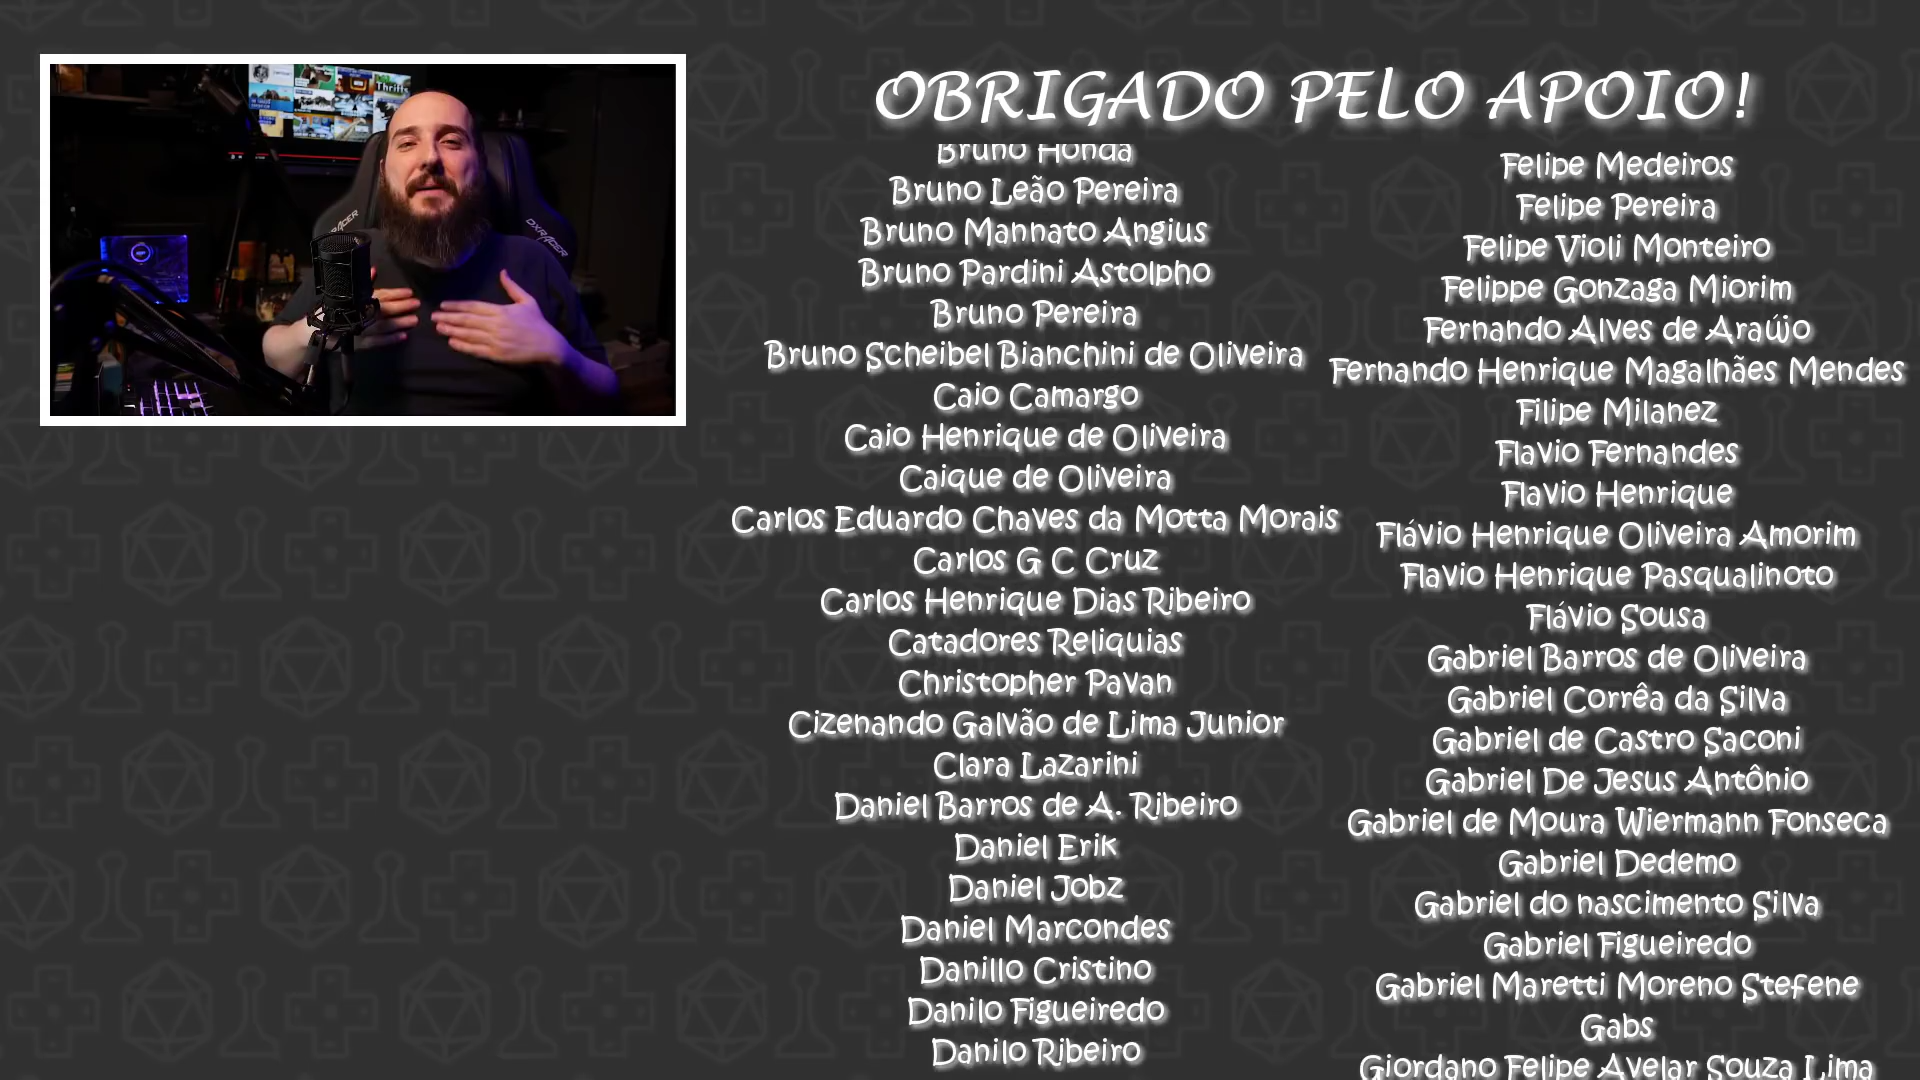 OBRIGADO PELO APOIO!
Bruno Honda
Bruno Leão Pereira
Bruno Mannato Angius
Bruno Pardini Astolpho
Bruno Pereira
Bruno Scheibel Bianchini de Oliveira
Caio Camargo
Caio Henrique de Oliveira
Caique de Oliveira
Carlos Eduardo Chaves da Motta Morais
Carlos G C Cruz
Carlos Henrique Dias Ribeiro
Catadores Reliquias
Christopher Pavan
Cizenando Galvão de Lima Junior
Clara Lazarini
Daniel Barros de A. Ribeiro
Daniel Erik
Daniel Jobz
Daniel Marcondes
Danillo Cristino
Danilo Figueiredo
Danilo Ribeiro
Felipe Medeiros
Felipe Pereira
Felipe Violi Monteiro
Felippe Gonzaga Miorim
Fernando Alves de Araújo
Fernando Henrique Magalhães Mendes
Filipe Milanez
Flavio Fernandes
Flavio Henrique
Flávio Henrique Oliveira Amorim
Flavio Henrique Pasqualinoto
Flávio Sousa
Gabriel Barros de Oliveira
Gabriel Corrêa da Silva
Gabriel de Castro Saconi
Gabriel De Jesus Antônio
Gabriel de Moura Wiermann Fonseca
Gabriel Dedemo
Gabriel do nascimento Silva
Gabriel Figueiredo
Gabriel Maretti Moreno Stefene
Gabs
Giordano Felipe Avelar Souza Lima
DXRACER